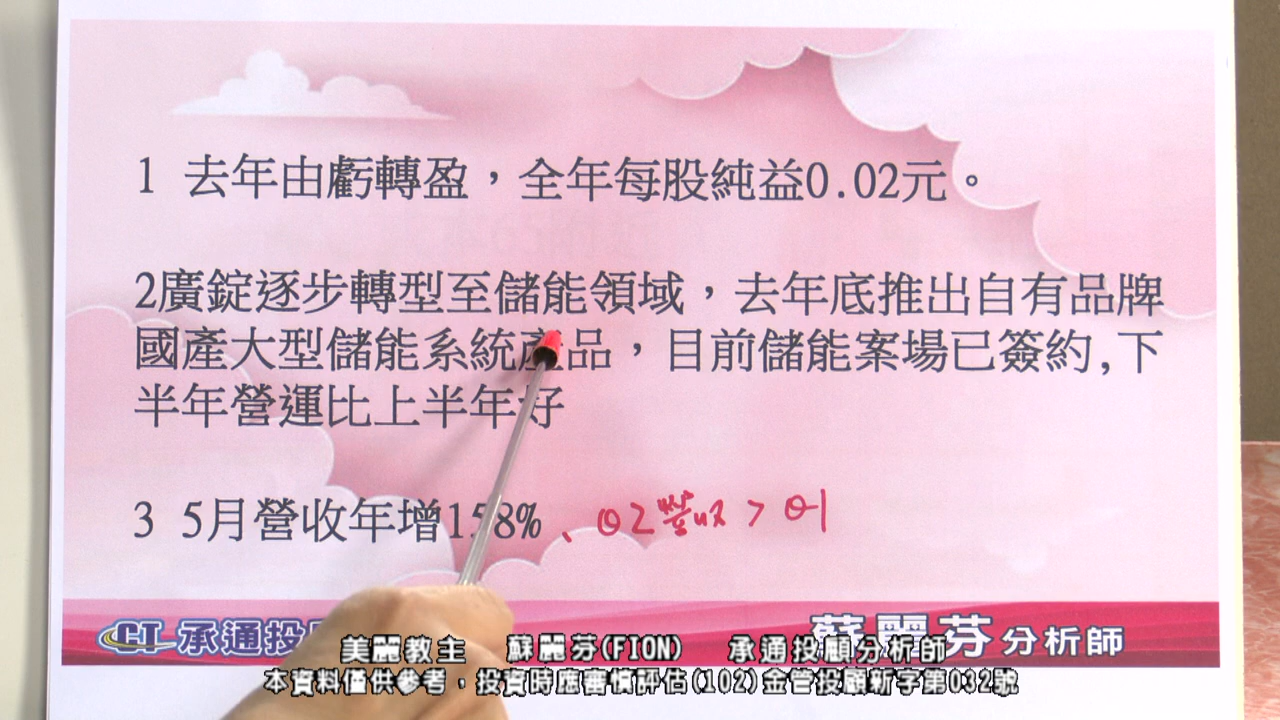 1 去年由虧轉盈，全年每股純益0.02元。
2廣錠逐步轉型至儲能領域，去年底推出自有品牌
國產大型儲能系統產品，目前儲能案場已簽約,下
半年營運比上半年好
3 5月營收年增158%、Q2營收>Q1
CT 承通投顧
蘇麗芬 分析師
美麗教主 蘇麗芬(FION) 承通投顧分析師
本資料僅供參考，投資時應審慎評估(102)金管投顧新字第032號